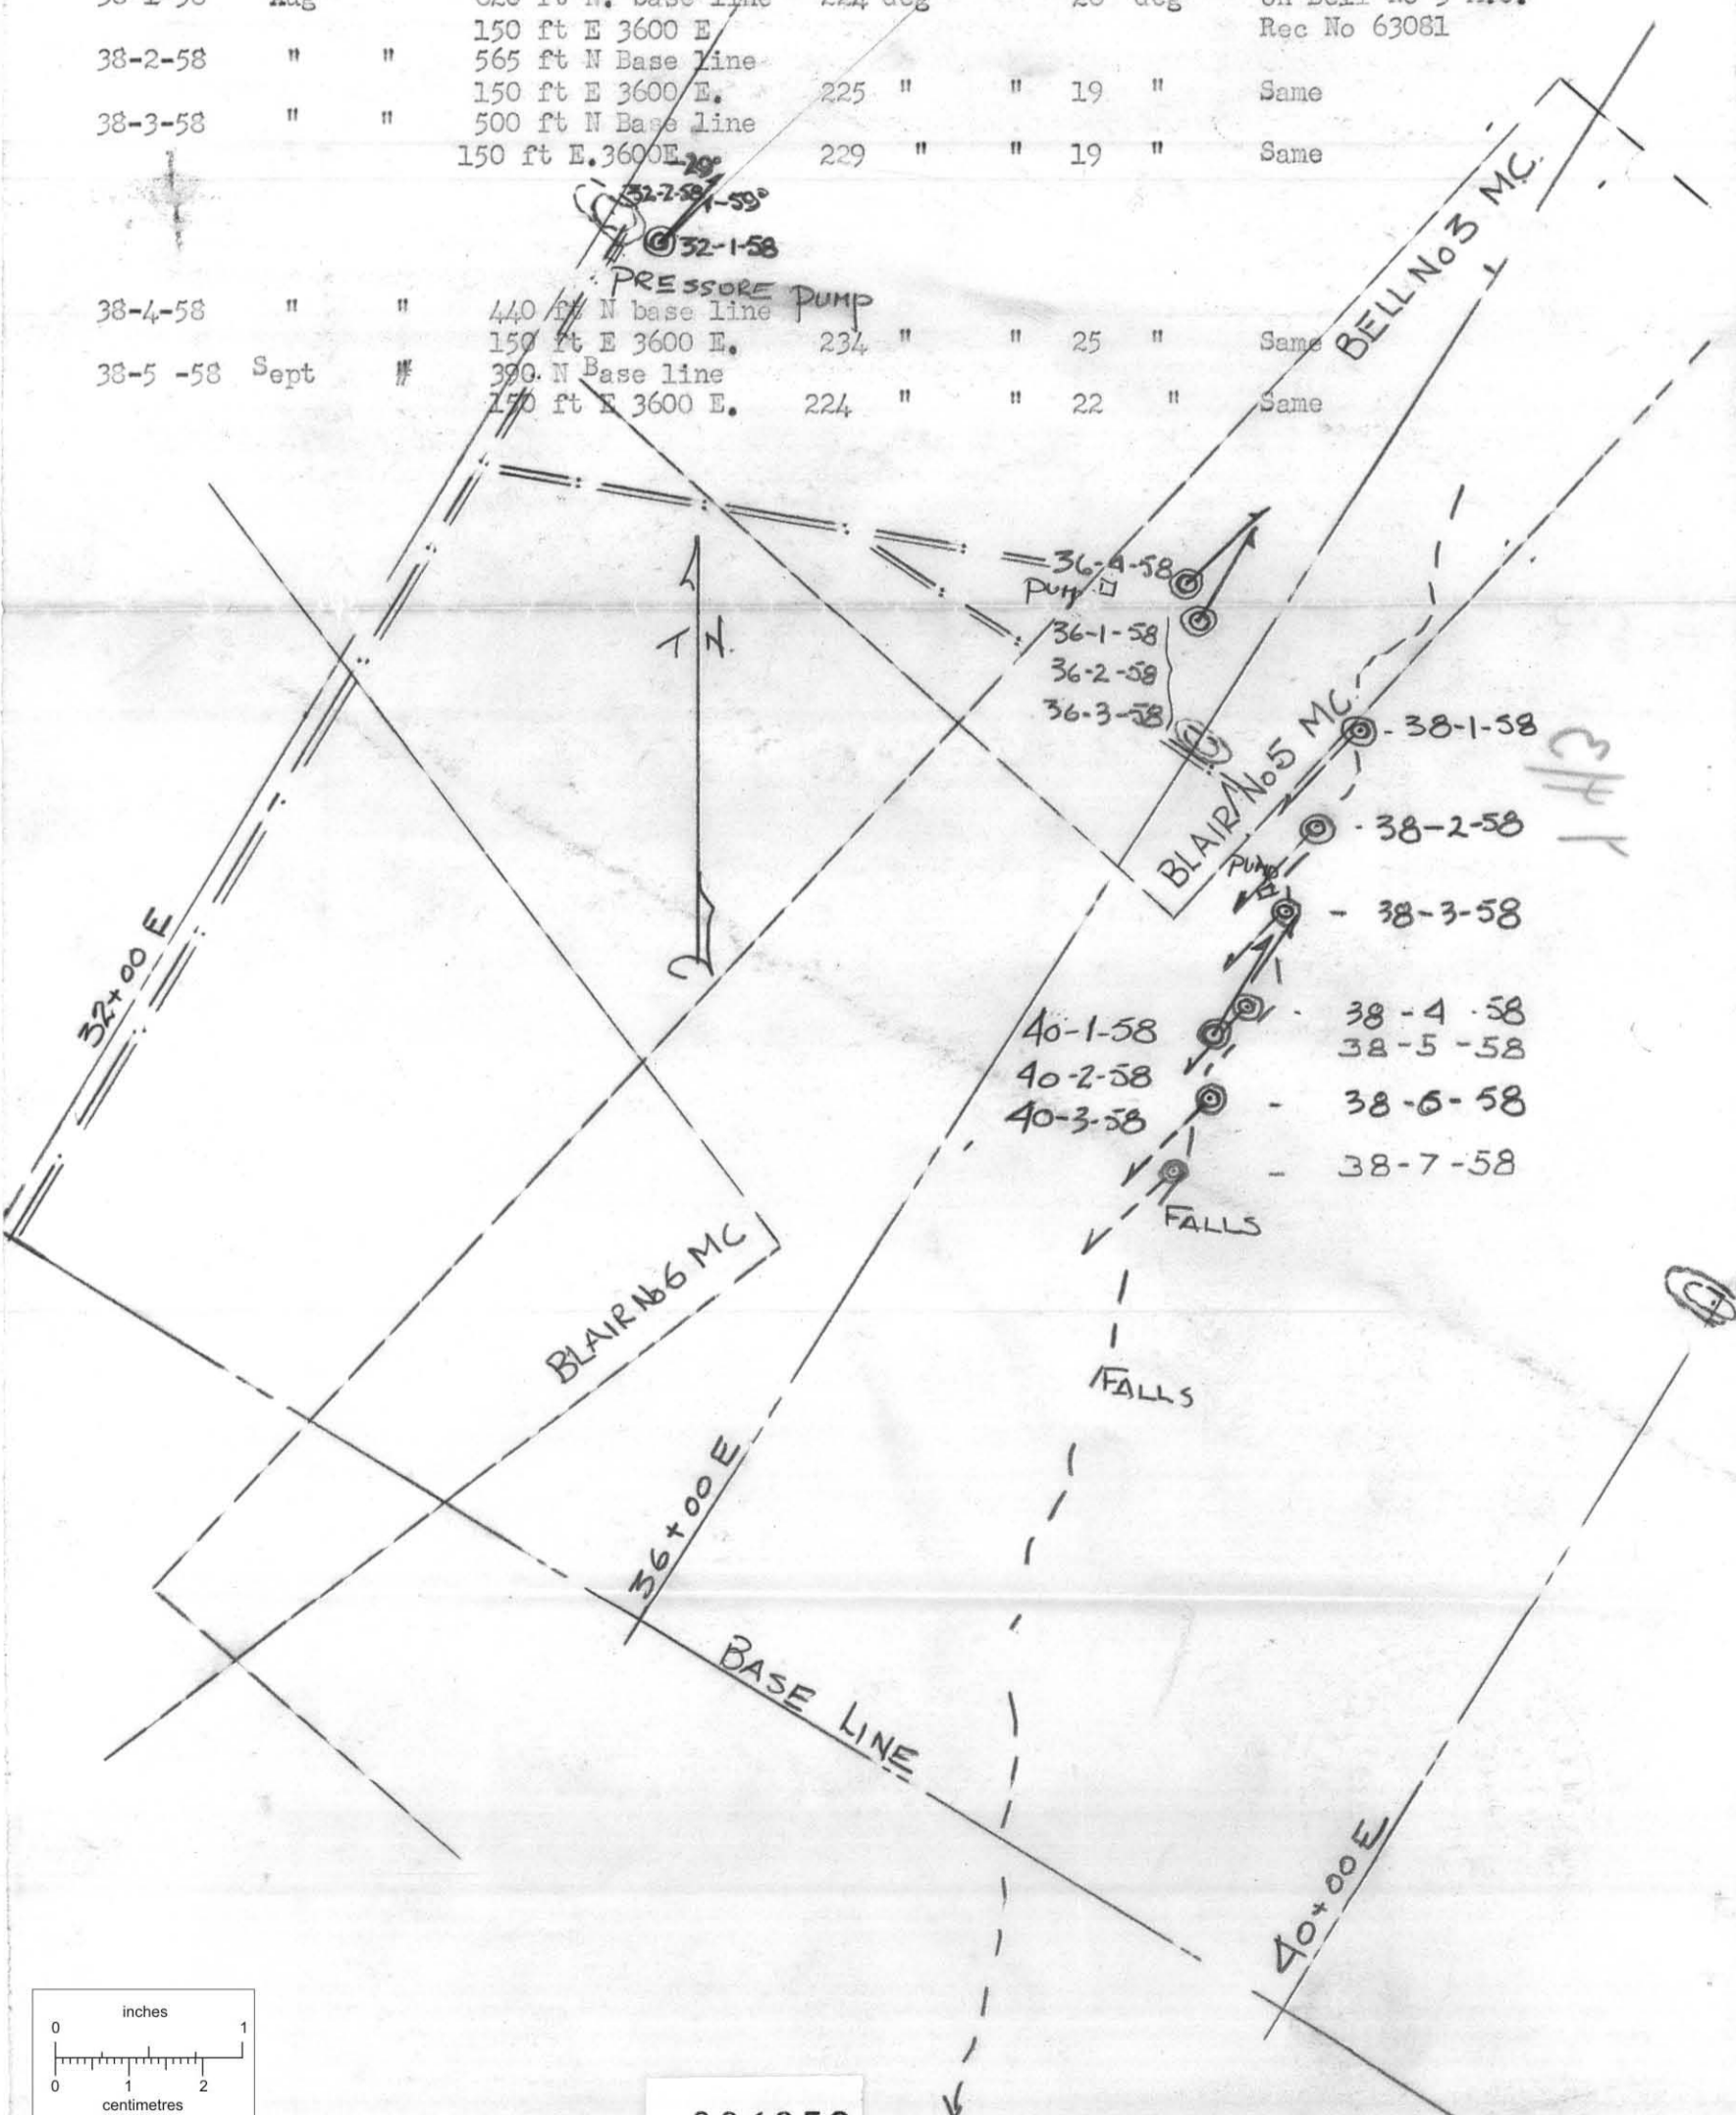 150 ft E 3600 E Rec No 63081
38-2-58 " " 565 ft N Base line
150 ft E 3600 E. 225 " " 19 " Same
38-3-58 " " 500 ft N Base line
150 ft E.3600E 229 " " 19 " Same
-29°
32-2-58 -59°
32-1-58
PRESSURE PUMP
38-4-58 " " 440 ft N base line
150 ft E 3600 E. 234 " " 25 " Same
38-5 -58 Sept " 390. N Base line
150 ft E 3600 E. 224 " " 22 " Same
BELL No 3 MC.
T N.
36-4-58
PUMP
36-1-58
36-2-58
36-3-58
BLAIR No 5 MC.
- 38-1-58
- 38-2-58
PUMP
- 38-3-58
- 38-4-58
38-5-58
40-1-58
40-2-58
40-3-58
- 38-6-58
- 38-7-58
FALLS
FALLS
32+00 E
BLAIR No 6 MC
36+00 E
BASE LINE
40+00 E
inches
0 1
0 1 2
centimetres